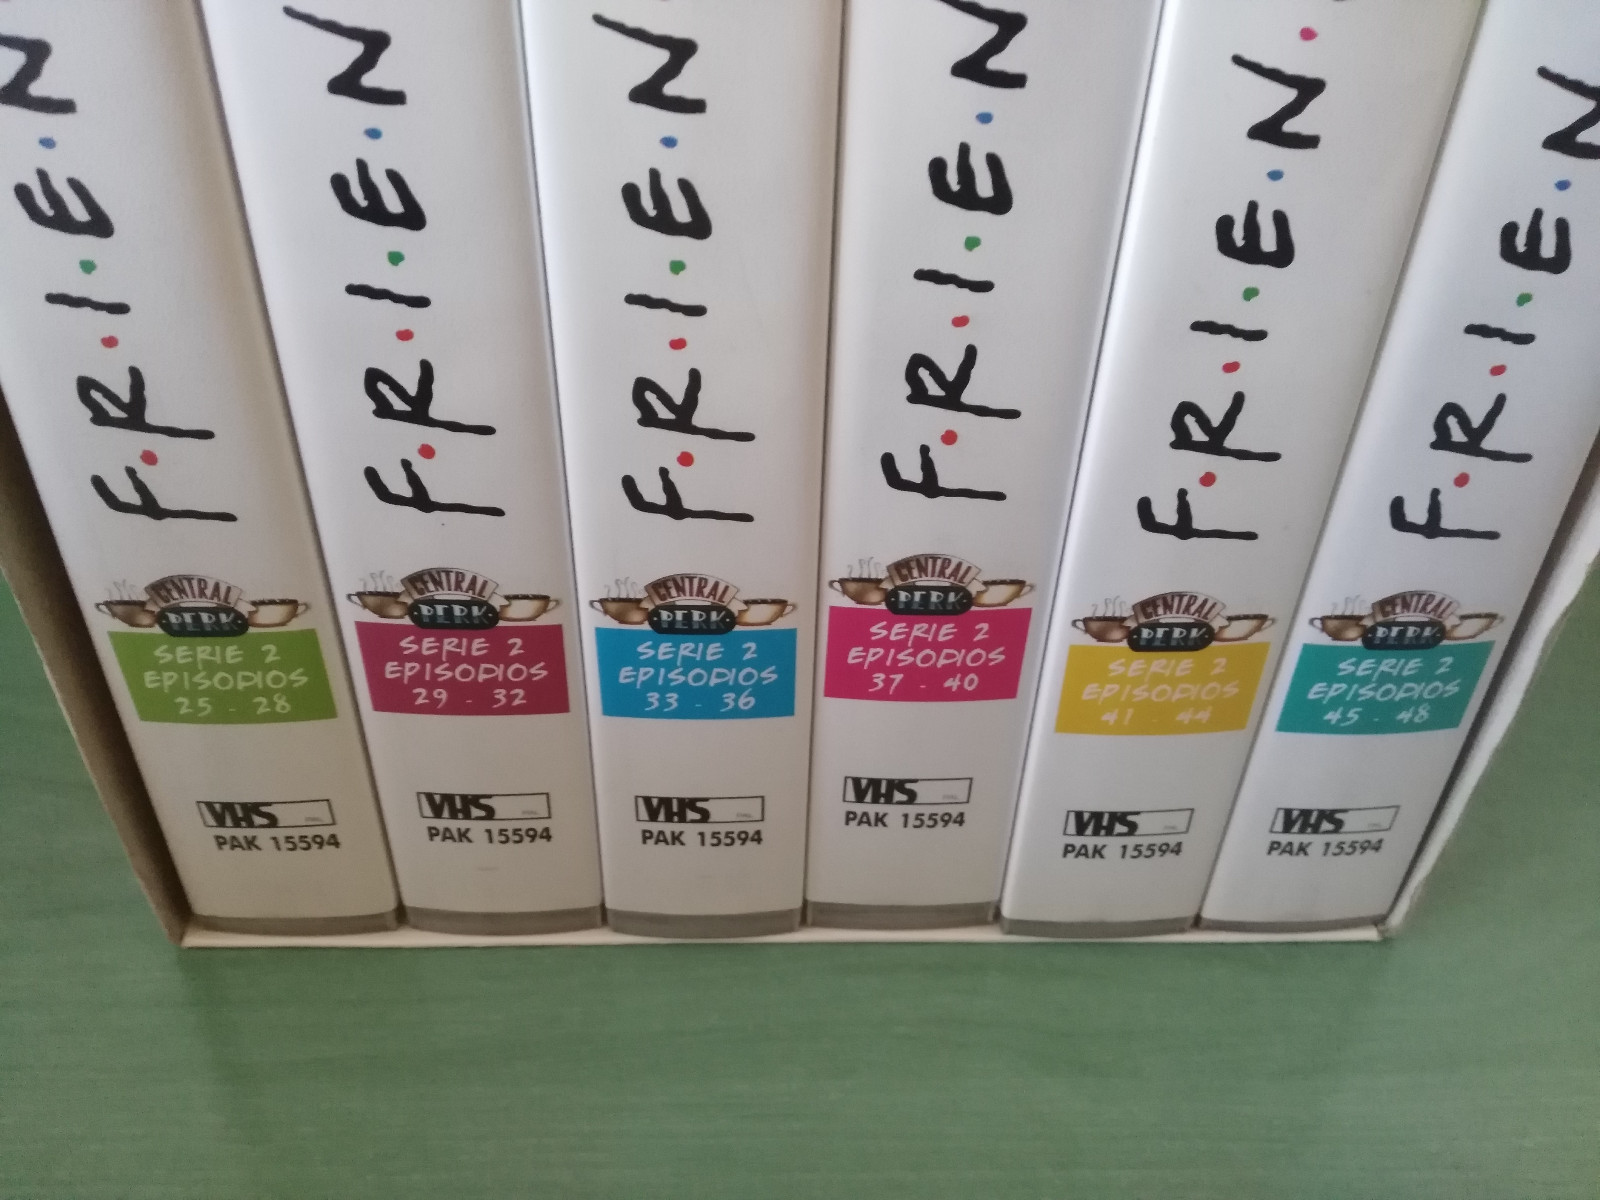 F.R.I.E.N
CENTRAL
PERK
SERIE 2
EPISODIOS
25 - 28
VHS
PAK 15594
F.R.I.E.N
CENTRAL
PERK
SERIE 2
EPISODIOS
29 - 32
VHS
PAK 15594
F.R.I.E.N
CENTRAL
PERK
SERIE 2
EPISODIOS
33 - 36
VHS
PAK 15594
F.R.I.E.N
CENTRAL
PERK
SERIE 2
EPISODIOS
37 - 40
VHS
PAK 15594
F.R.I.E.N.
CENTRAL
PERK
SERIE 2
EPISODIOS
41 - 44
VHS
PAK 15594
F.R.I.E.N
CENTRAL
PERK
SERIE 2
EPISODIOS
45 - 48
VHS
PAK 15594